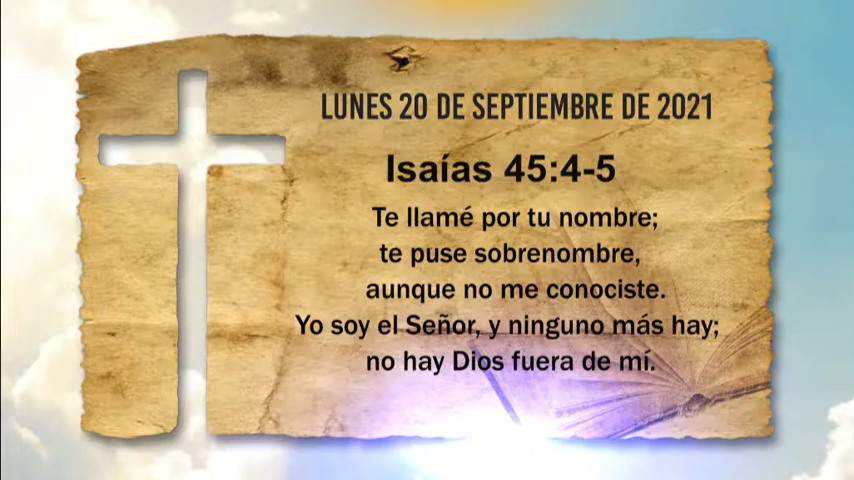 LUNES 20 DE SEPTIEMBRE DE 2021
Isaías 45:4-5
Te llamé por tu nombre;
te puse sobrenombre,
aunque no me conociste.
Yo soy el Señor, y ninguno más hay;
no hay Dios fuera de mí.